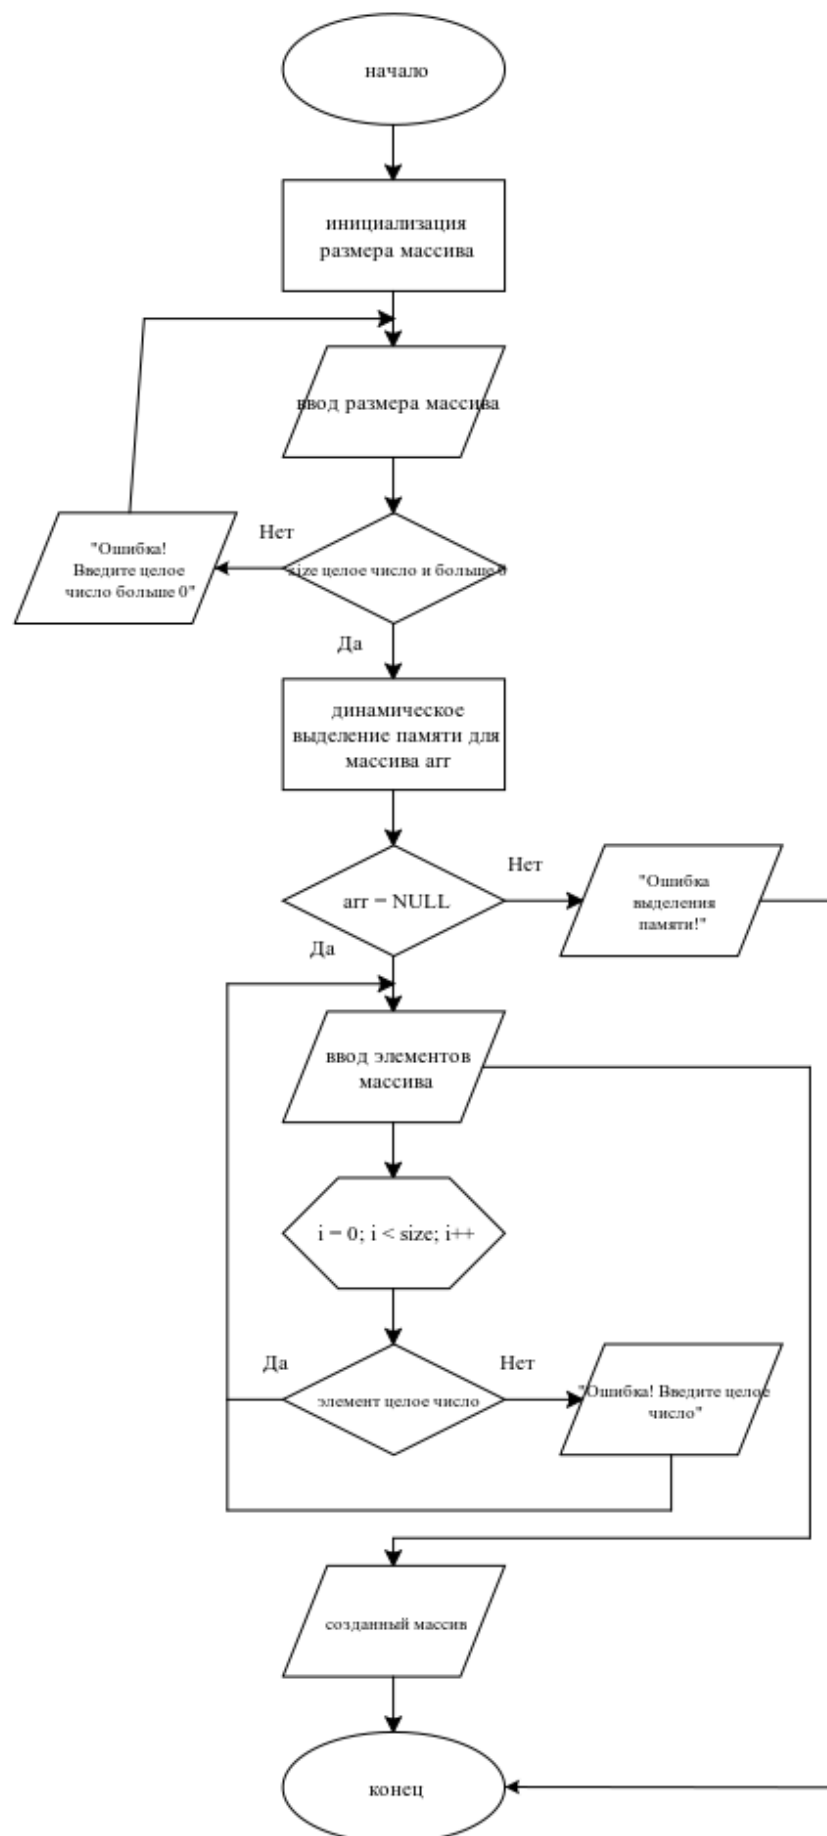 начало
инициализация
размера массива
ввод размера массива
Нет
"Ошибка!
Введите целое
число больше 0"
size целое число и больше 0
Да
динамическое
выделение памяти для
массива arr
Нет
arr = NULL
"Ошибка
выделения
памяти!"
Да
ввод элементов
массива
i = 0; i < size; i++
Да
Нет
элемент целое число
"Ошибка! Введите целое
число"
созданный массив
конец